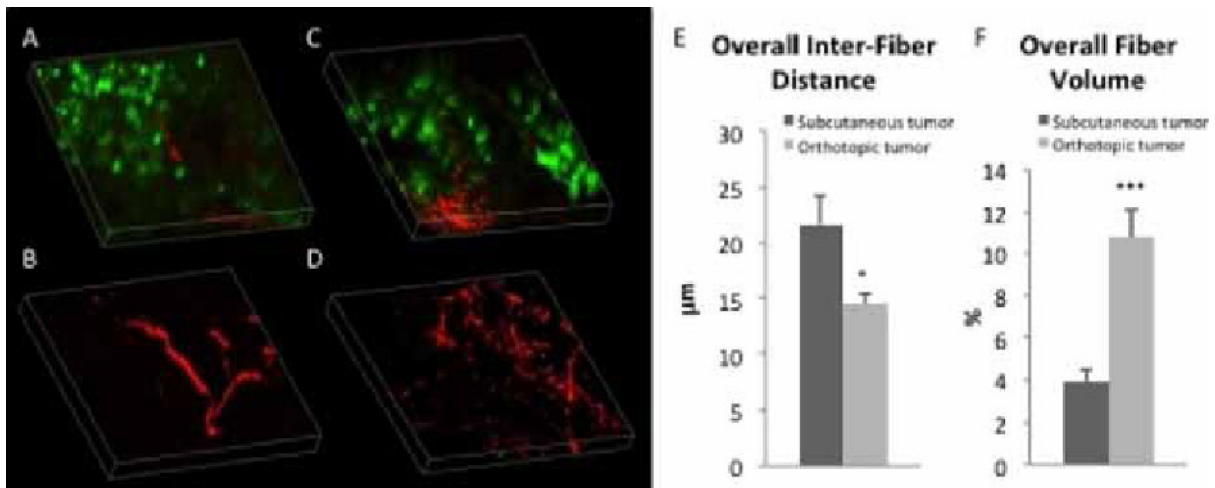 A
C
B
D
E
Overall Inter-Fiber
Distance
Subcutaneous tumor
Orthotopic tumor
30
25
20
15
10
5
0
µm
*
F
Overall Fiber
Volume
Subcutaneous tumor
Orthotopic tumor
14
12
10
8
6
4
2
0
%
***